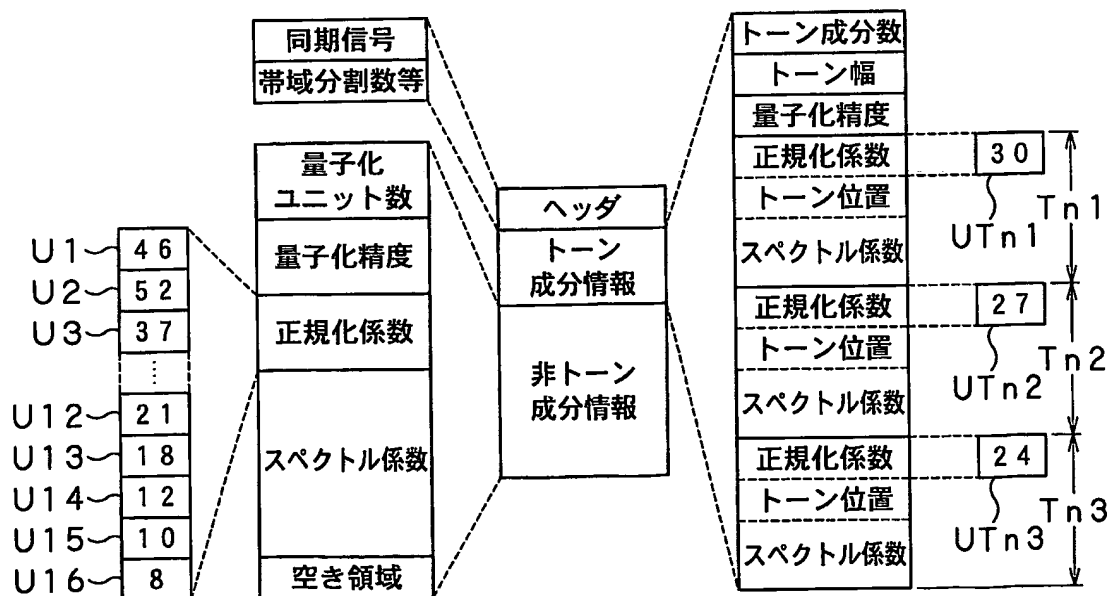 同期信号
帯域分割数等
量子化
ユニット数
量子化精度
正規化係数
スペクトル係数
空き領域
U1 46
U2 52
U3 37
⋮
U12 21
U13 18
U14 12
U15 10
U16 8
ヘッダ
トーン
成分情報
非トーン
成分情報
トーン成分数
トーン幅
量子化精度
正規化係数
トーン位置
スペクトル係数
正規化係数
トーン位置
スペクトル係数
正規化係数
トーン位置
スペクトル係数
30
UTn1
Tn1
27
UTn2
Tn2
24
UTn3
Tn3